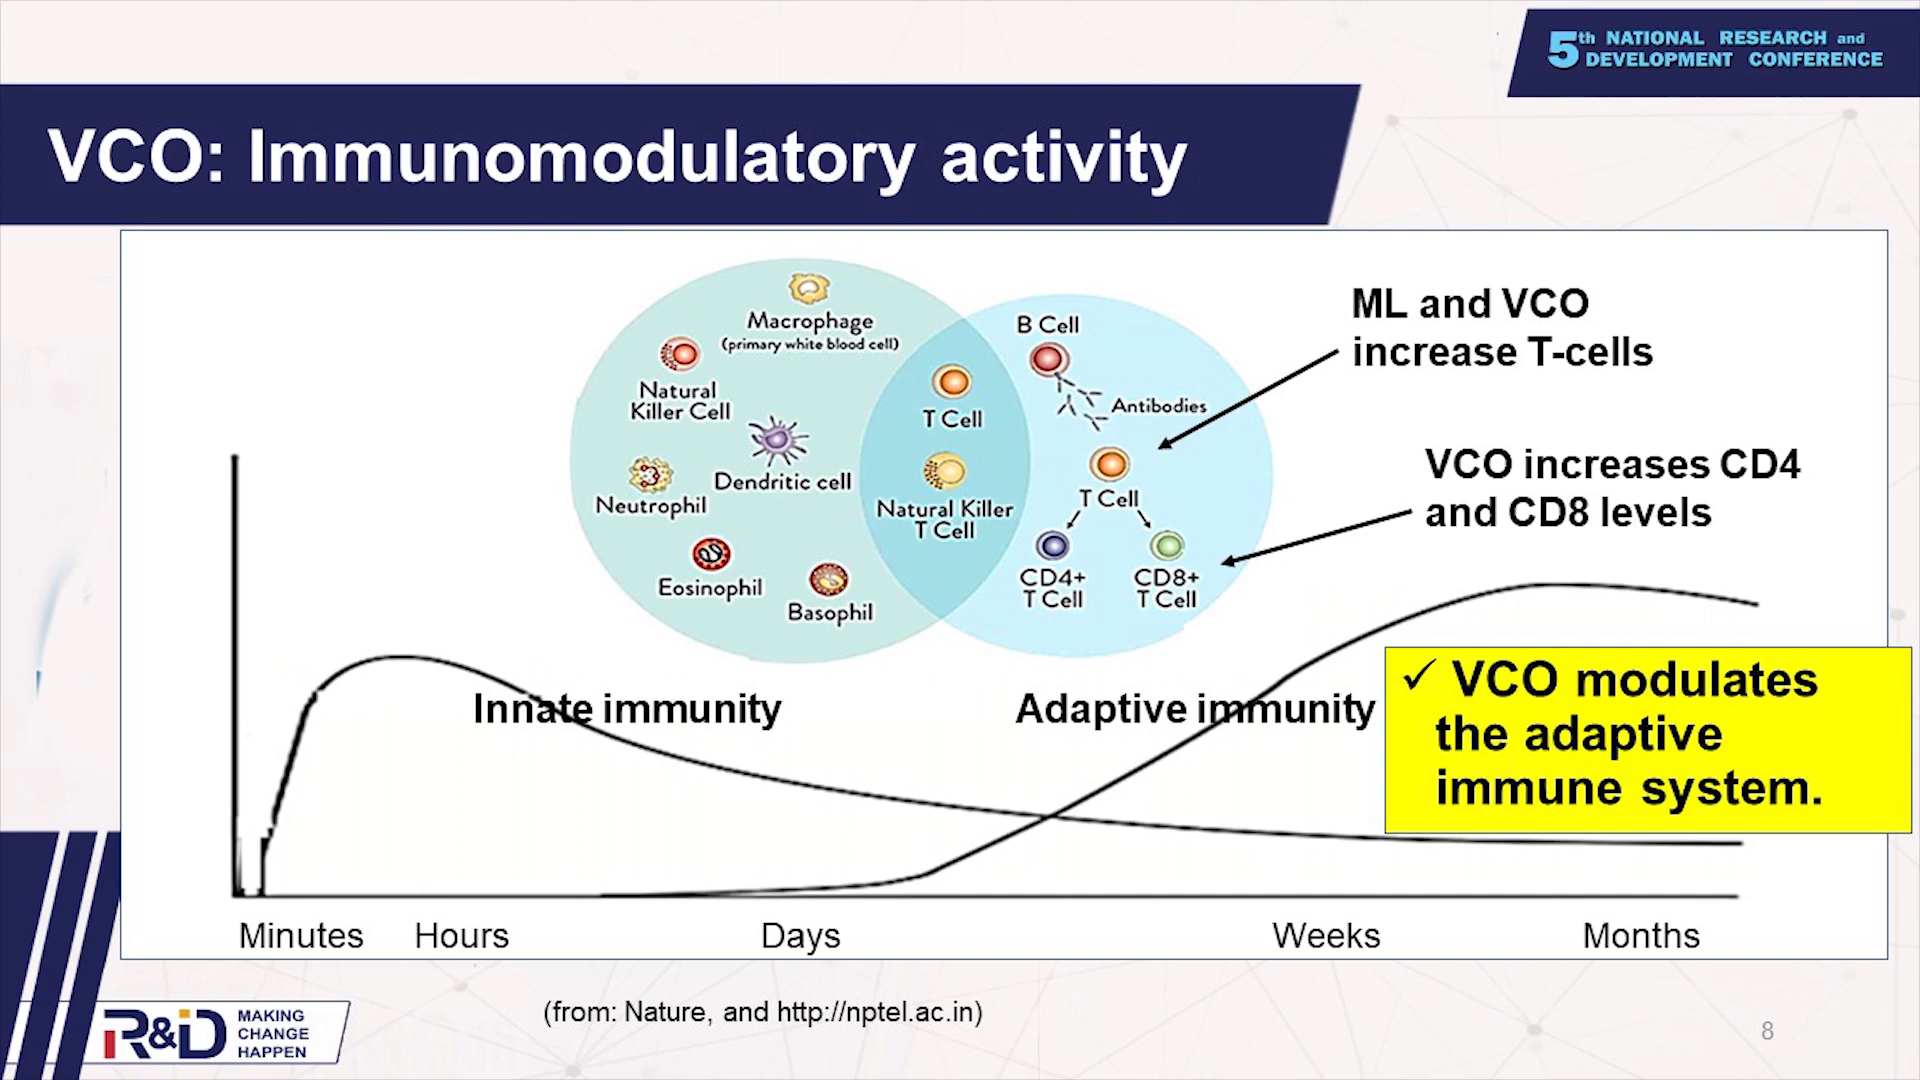 5th NATIONAL RESEARCH and
DEVELOPMENT CONFERENCE
VCO: Immunomodulatory activity
Macrophage
(primary white blood cell)
Natural
Killer Cell
Dendritic cell
Neutrophil
Eosinophil
Basophil
T Cell
Natural Killer
T Cell
B Cell
Antibodies
T Cell
CD4+
T Cell
CD8+
T Cell
ML and VCO
increase T-cells
VCO increases CD4
and CD8 levels
Innate immunity
Adaptive immunity
✓ VCO modulates
the adaptive
immune system.
Minutes Hours Days Weeks Months
(from: Nature, and http://nptel.ac.in)
R&D MAKING
CHANGE
HAPPEN
8